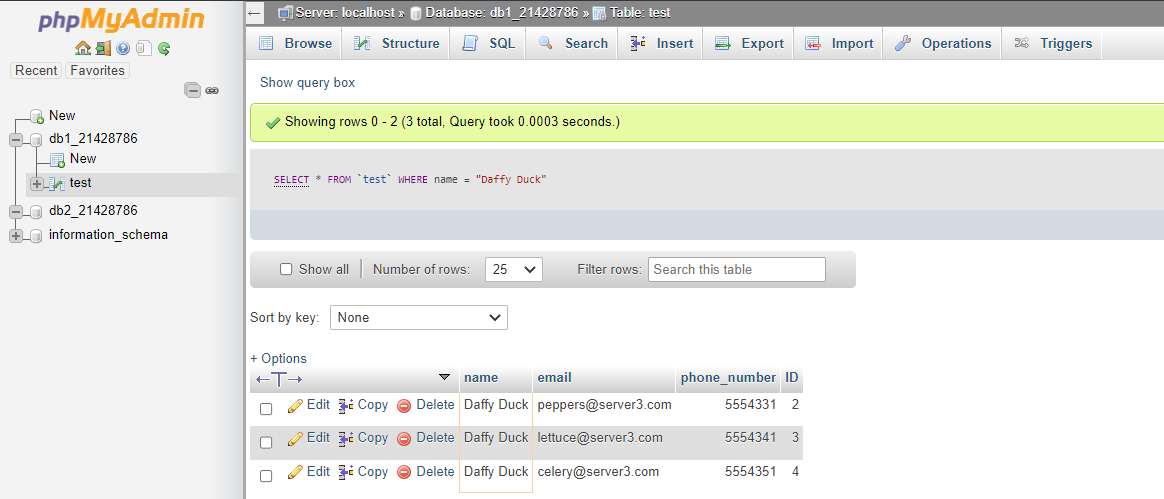 phpMyAdmin
Server: localhost » Database: db1_21428786 » Table: test
Browse Structure SQL Search Insert Export Import Operations Triggers
Recent Favorites
Show query box
New
db1_21428786
New
test
db2_21428786
information_schema
Showing rows 0 - 2 (3 total, Query took 0.0003 seconds.)
SELECT * FROM `test` WHERE name = "Daffy Duck"
Show all Number of rows: 25 Filter rows: Search this table
Sort by key: None
+ Options
name email phone_number ID
Edit Copy Delete Daffy Duck peppers@server3.com 5554331 2
Edit Copy Delete Daffy Duck lettuce@server3.com 5554341 3
Edit Copy Delete Daffy Duck celery@server3.com 5554351 4